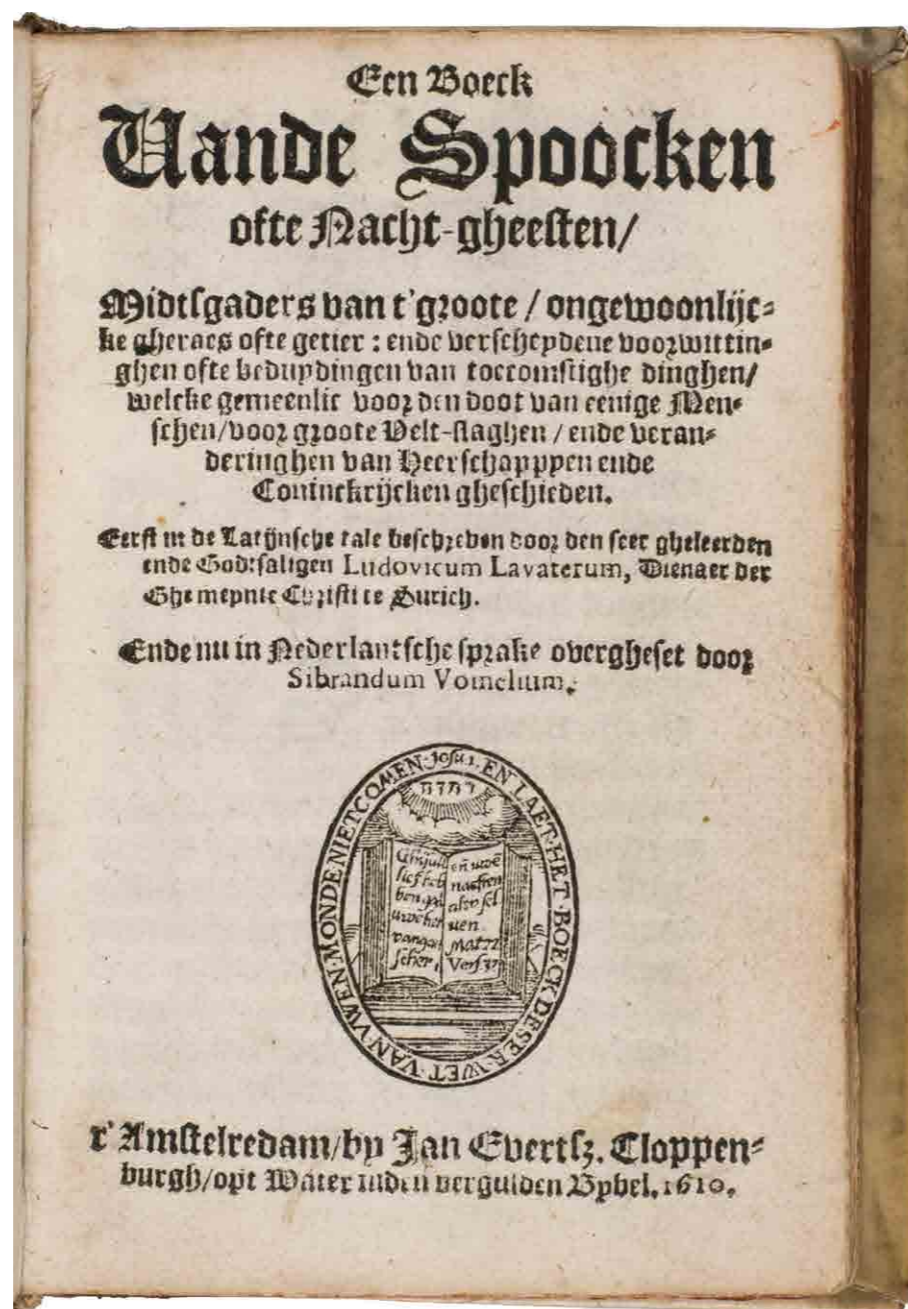 Een Boeck
Vande Spoocken
ofte Nacht-gheesten/
Midtsgaders van t'groote / ongewoonlijc-
ke gheraes ofte getier : ende verscheydene voorwittin-
ghen ofte beduydingen van toecomstighe dinghen/
welcke gemeenlic voor den doot van eenige Men-
schen/voor groote Velt-slaghen / ende veran-
deringhen van Heerschappyen ende
Coninckrijcken gheschieden.
Eerst in de Latijnsche tale beschreven door den seer gheleerden
ende Godtsaligen Ludovicum Lavaterum, Dienaer der
Ghemeynte Christi te Zurich.
Ende nu in Nederlantsche sprake overgheset door
Sibrandum Vomelium.
EN LAET HET BOECK DESER WET VAN VWEN MONDE NIET COMEN Josu 1.
יהוה
t'Amstelredam/by Jan Evertsz. Cloppen-
burgh/opt Water inden vergulden Bybel. 1610.